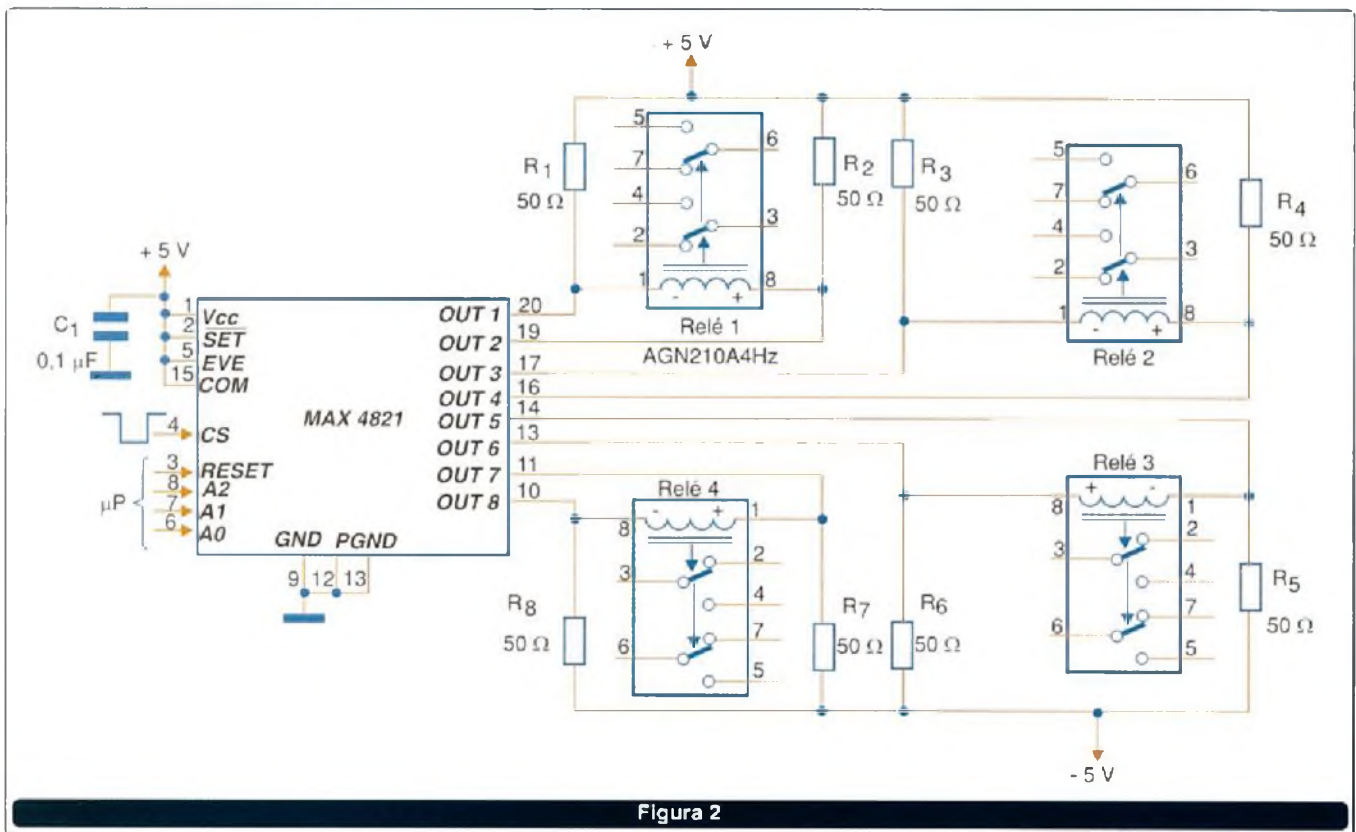 + 5 V
R1
50 Ω
5
7
4
2
1
6
3
8
- +
Relé 1
AGN210A4Hz
R2
50 Ω
R3
50 Ω
5
7
4
2
1
6
3
8
- +
Relé 2
R4
50 Ω
+ 5 V
C1
0,1 µF
1
2
5
15
Vcc
SET
EVE
COM
MAX 4821
4
CS
µP
3
8
7
6
RESET
A2
A1
A0
GND PGND
9 12 13
OUT 1 20
OUT 2 19
OUT 3 17
OUT 4 16
OUT 5 14
OUT 6 13
OUT 7 11
OUT 8 10
Relé 4
- +
8
3
6
1
2
4
7
5
R8
50 Ω
R7
50 Ω
R6
50 Ω
Relé 3
+ -
8
3
6
1
2
4
7
5
R5
50 Ω
- 5 V
Figura 2